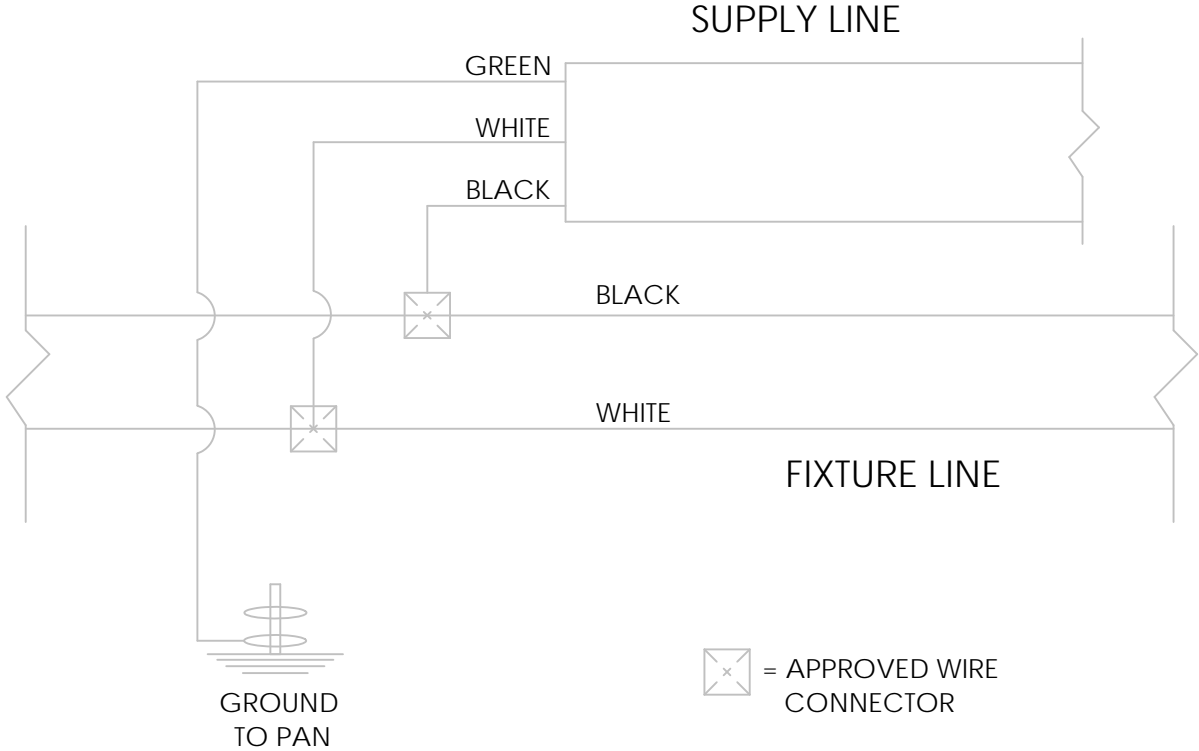 SUPPLY LINE
GREEN
WHITE
BLACK
BLACK
WHITE
FIXTURE LINE
= APPROVED WIRE
CONNECTOR
GROUND
TO PAN